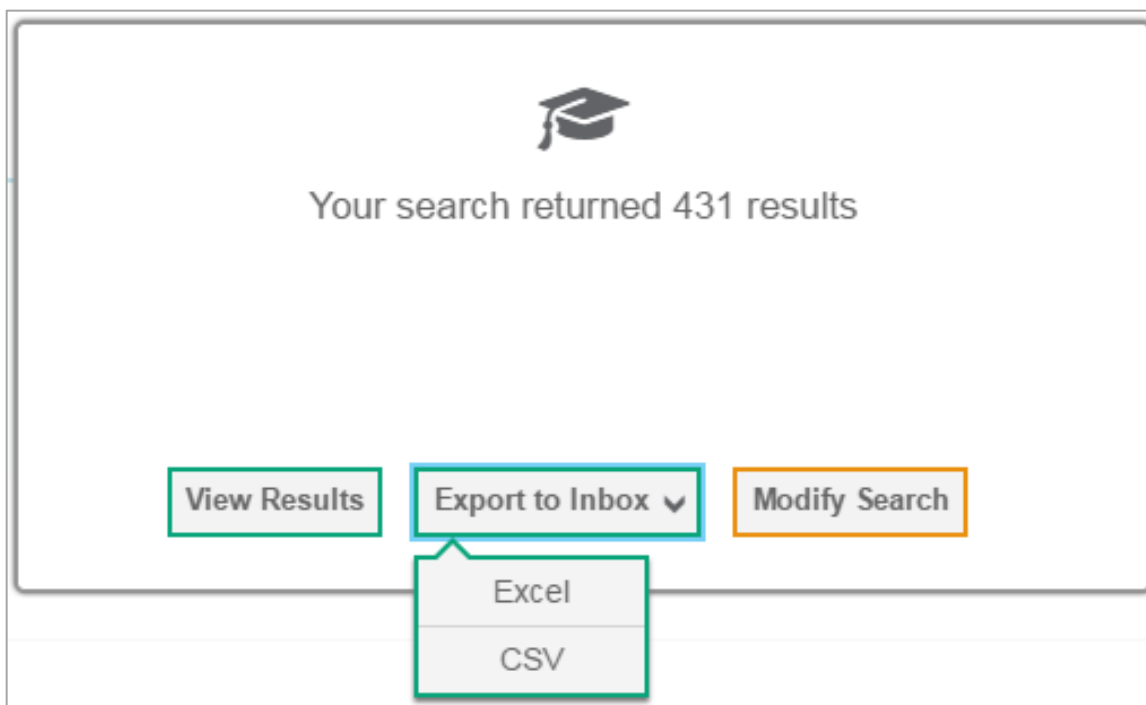 Your search returned 431 results
View Results
Export to Inbox
Modify Search
Excel
CSV